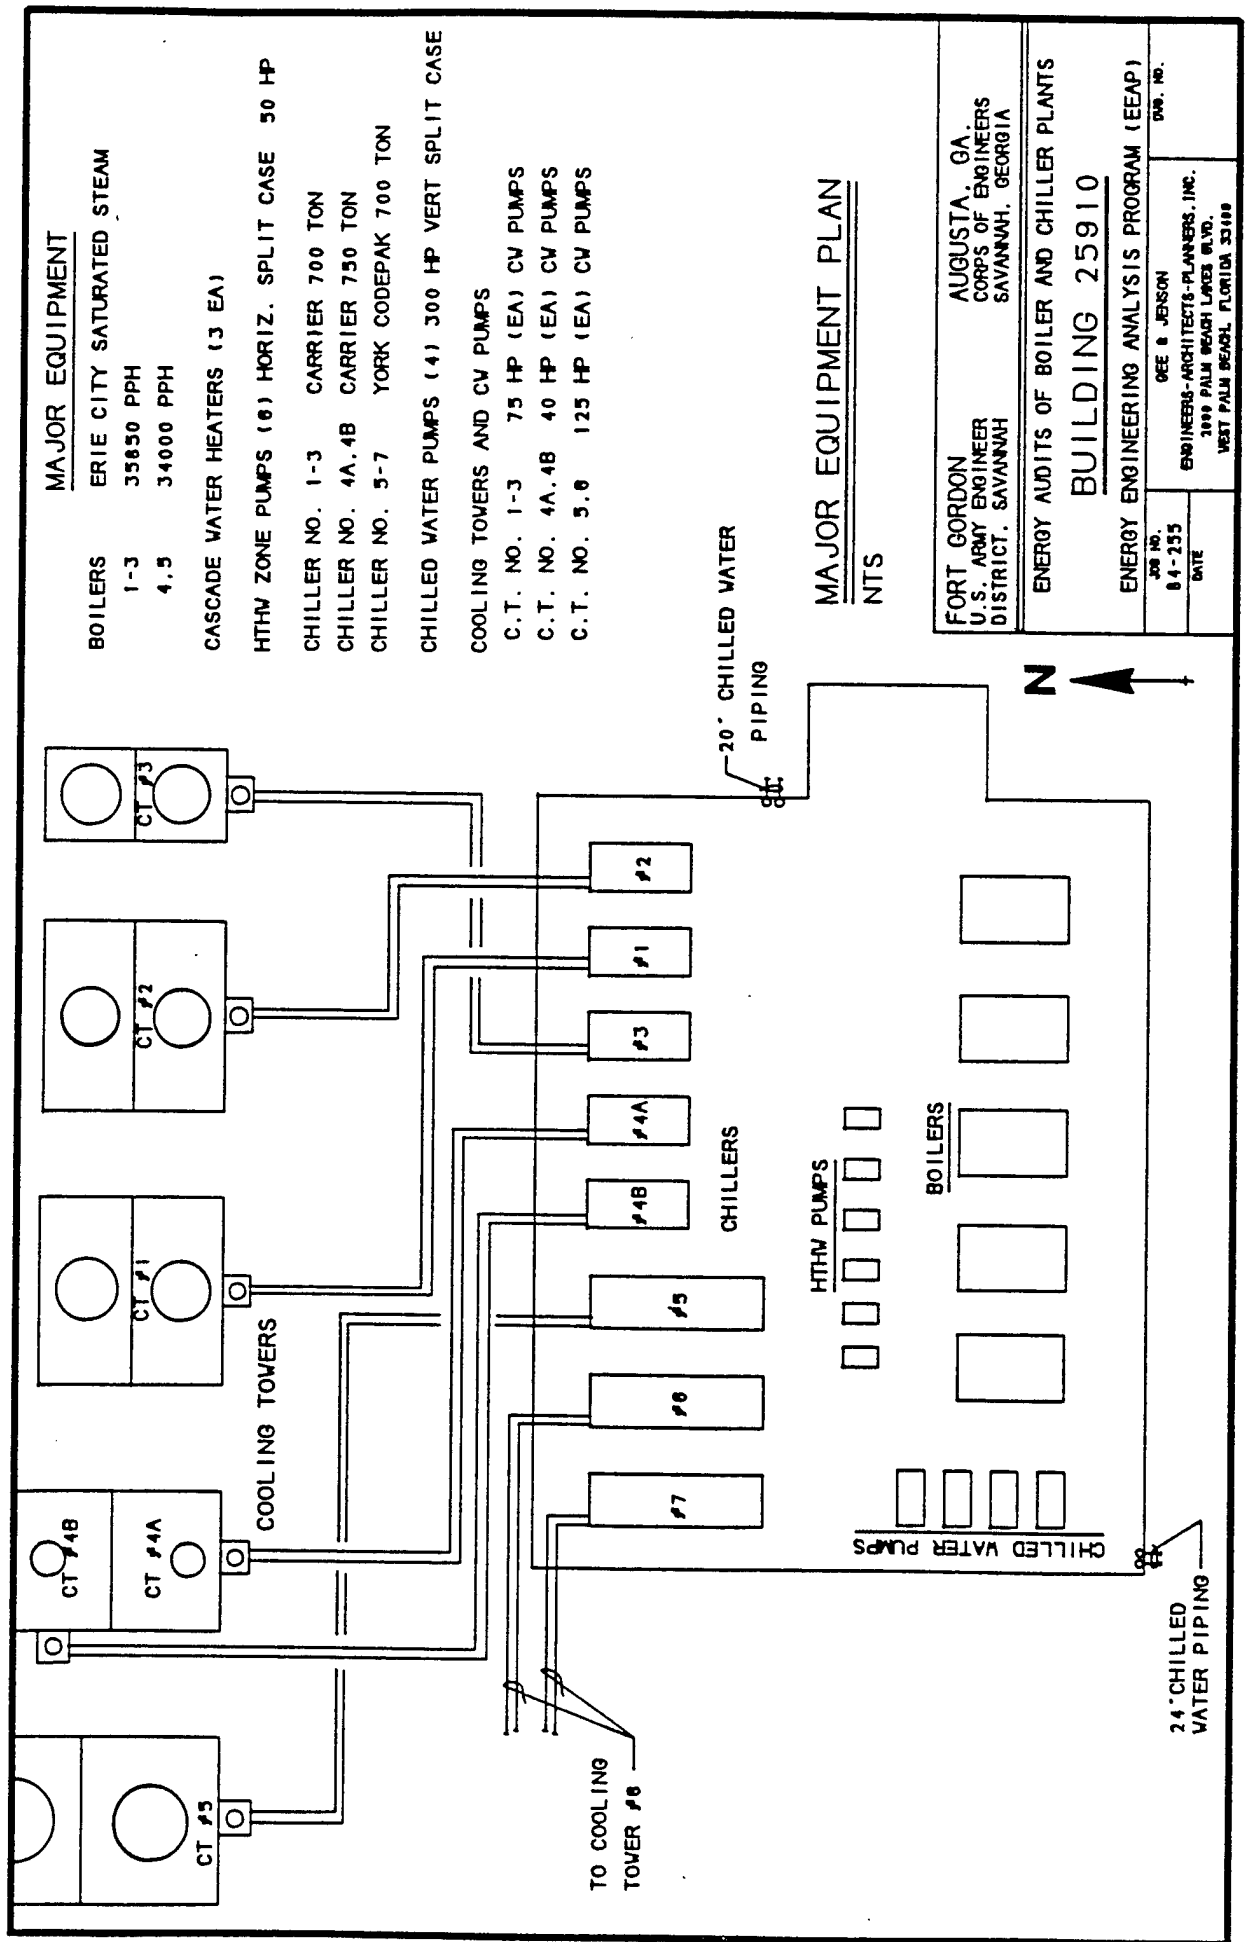 MAJOR EQUIPMENT
BOILERS ERIE CITY SATURATED STEAM
1-3 35850 PPH
4,5 34000 PPH
CASCADE WATER HEATERS (3 EA)
HTHW ZONE PUMPS (6) HORIZ. SPLIT CASE 50 HP
CHILLER NO. 1-3 CARRIER 700 TON
CHILLER NO. 4A,4B CARRIER 750 TON
CHILLER NO. 5-7 YORK CODEPAK 700 TON
CHILLED WATER PUMPS (4) 300 HP VERT SPLIT CASE
COOLING TOWERS AND CW PUMPS
C.T. NO. 1-3 75 HP (EA) CW PUMPS
C.T. NO. 4A,4B 40 HP (EA) CW PUMPS
C.T. NO. 5,6 125 HP (EA) CW PUMPS
MAJOR EQUIPMENT PLAN
NTS
CT #5
CT #4B
CT #4A
CT #1
CT #2
CT #3
COOLING TOWERS
#7
#6
#5
#4B
#4A
#3
#1
#2
CHILLERS
20" CHILLED WATER
PIPING
TO COOLING
TOWER #6
HTHW PUMPS
BOILERS
CHILLED WATER PUMPS
24" CHILLED
WATER PIPING
N
FORT GORDON AUGUSTA, GA.
U.S. ARMY ENGINEER CORPS OF ENGINEERS
DISTRICT, SAVANNAH SAVANNAH, GEORGIA
ENERGY AUDITS OF BOILER AND CHILLER PLANTS
BUILDING 25910
ENERGY ENGINEERING ANALYSIS PROGRAM (EEAP)
JOB NO.
84-255
DATE
GEE & JENSON
ENGINEERS-ARCHITECTS-PLANNERS, INC.
2090 PALM BEACH LAKES BLVD.
WEST PALM BEACH, FLORIDA 33409
DWG. NO.